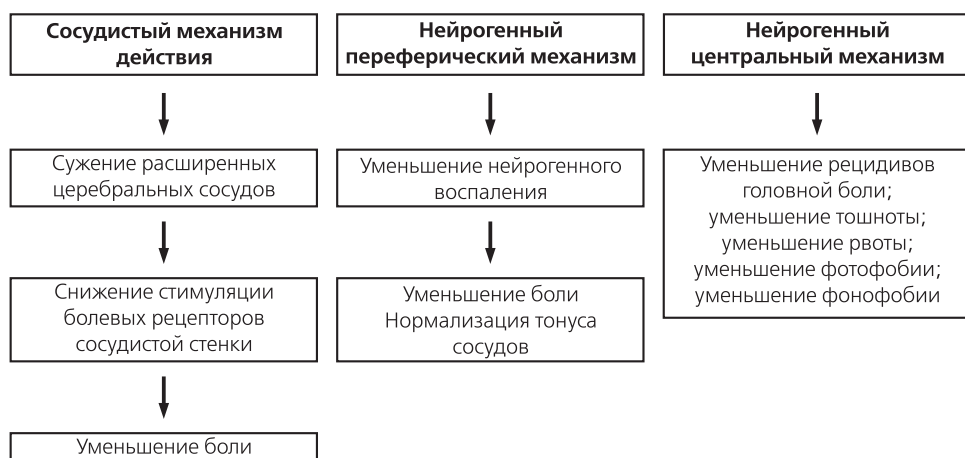 Сосудистый механизм
действия
Сужение расширенных
церебральных сосудов
Снижение стимуляции
болевых рецепторов
сосудистой стенки
Уменьшение боли
Нейрогенный
переферический механизм
Уменьшение нейрогенного
воспаления
Уменьшение боли
Нормализация тонуса
сосудов
Нейрогенный
центральный механизм
Уменьшение рецидивов
головной боли;
уменьшение тошноты;
уменьшение рвоты;
уменьшение фотофобии;
уменьшение фонофобии